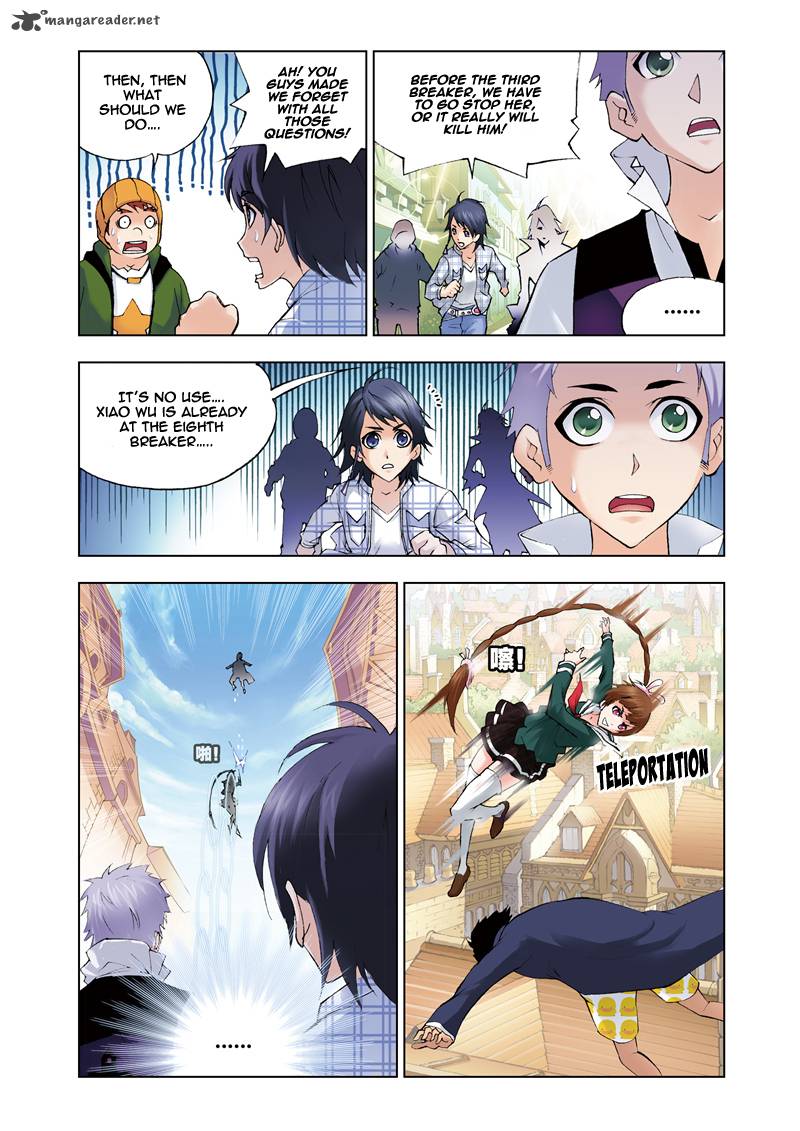 mangareader.net
THEN, THEN
WHAT
SHOULD WE
DO....
AH! YOU
GUYS MADE
ME FORGET
WITH ALL
THOSE
QUESTIONS!
BEFORE THE THIRD
BREAKER, WE HAVE
TO GO STOP HER,
OR IT REALLY WILL
KILL HIM!
......
IT'S NO USE....
XIAO WU IS ALREADY
AT THE EIGHTH
BREAKER.....
啪!
......
嚓!
TELEPORTATION